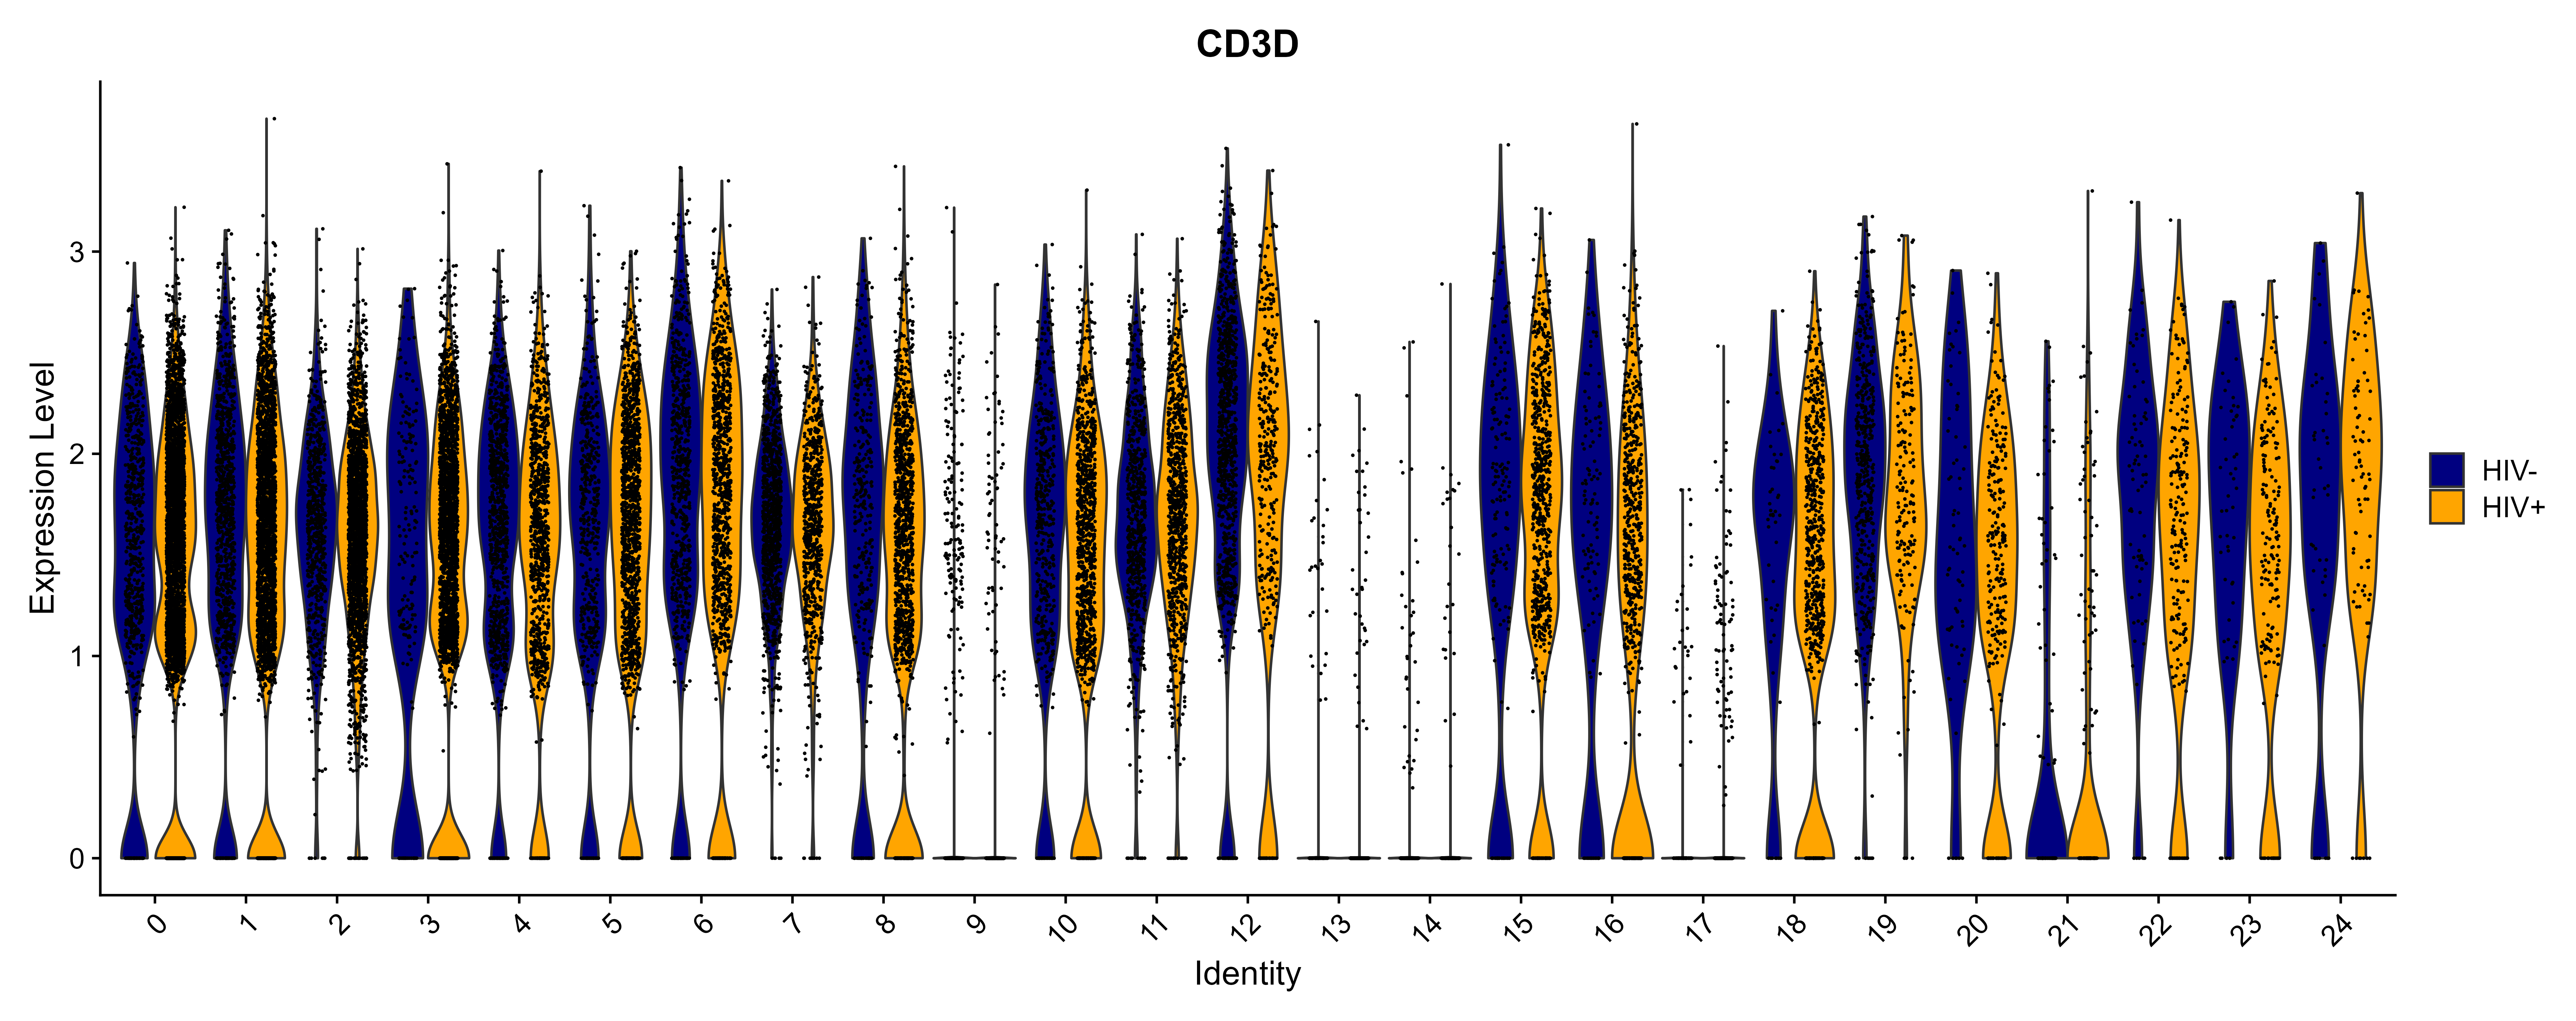 CD3D
Expression Level
3
2
1
0
0 1 2 3 4 5 6 7 8 9 10 11 12 13 14 15 16 17 18 19 20 21 22 23 24
Identity
HIV-
HIV+